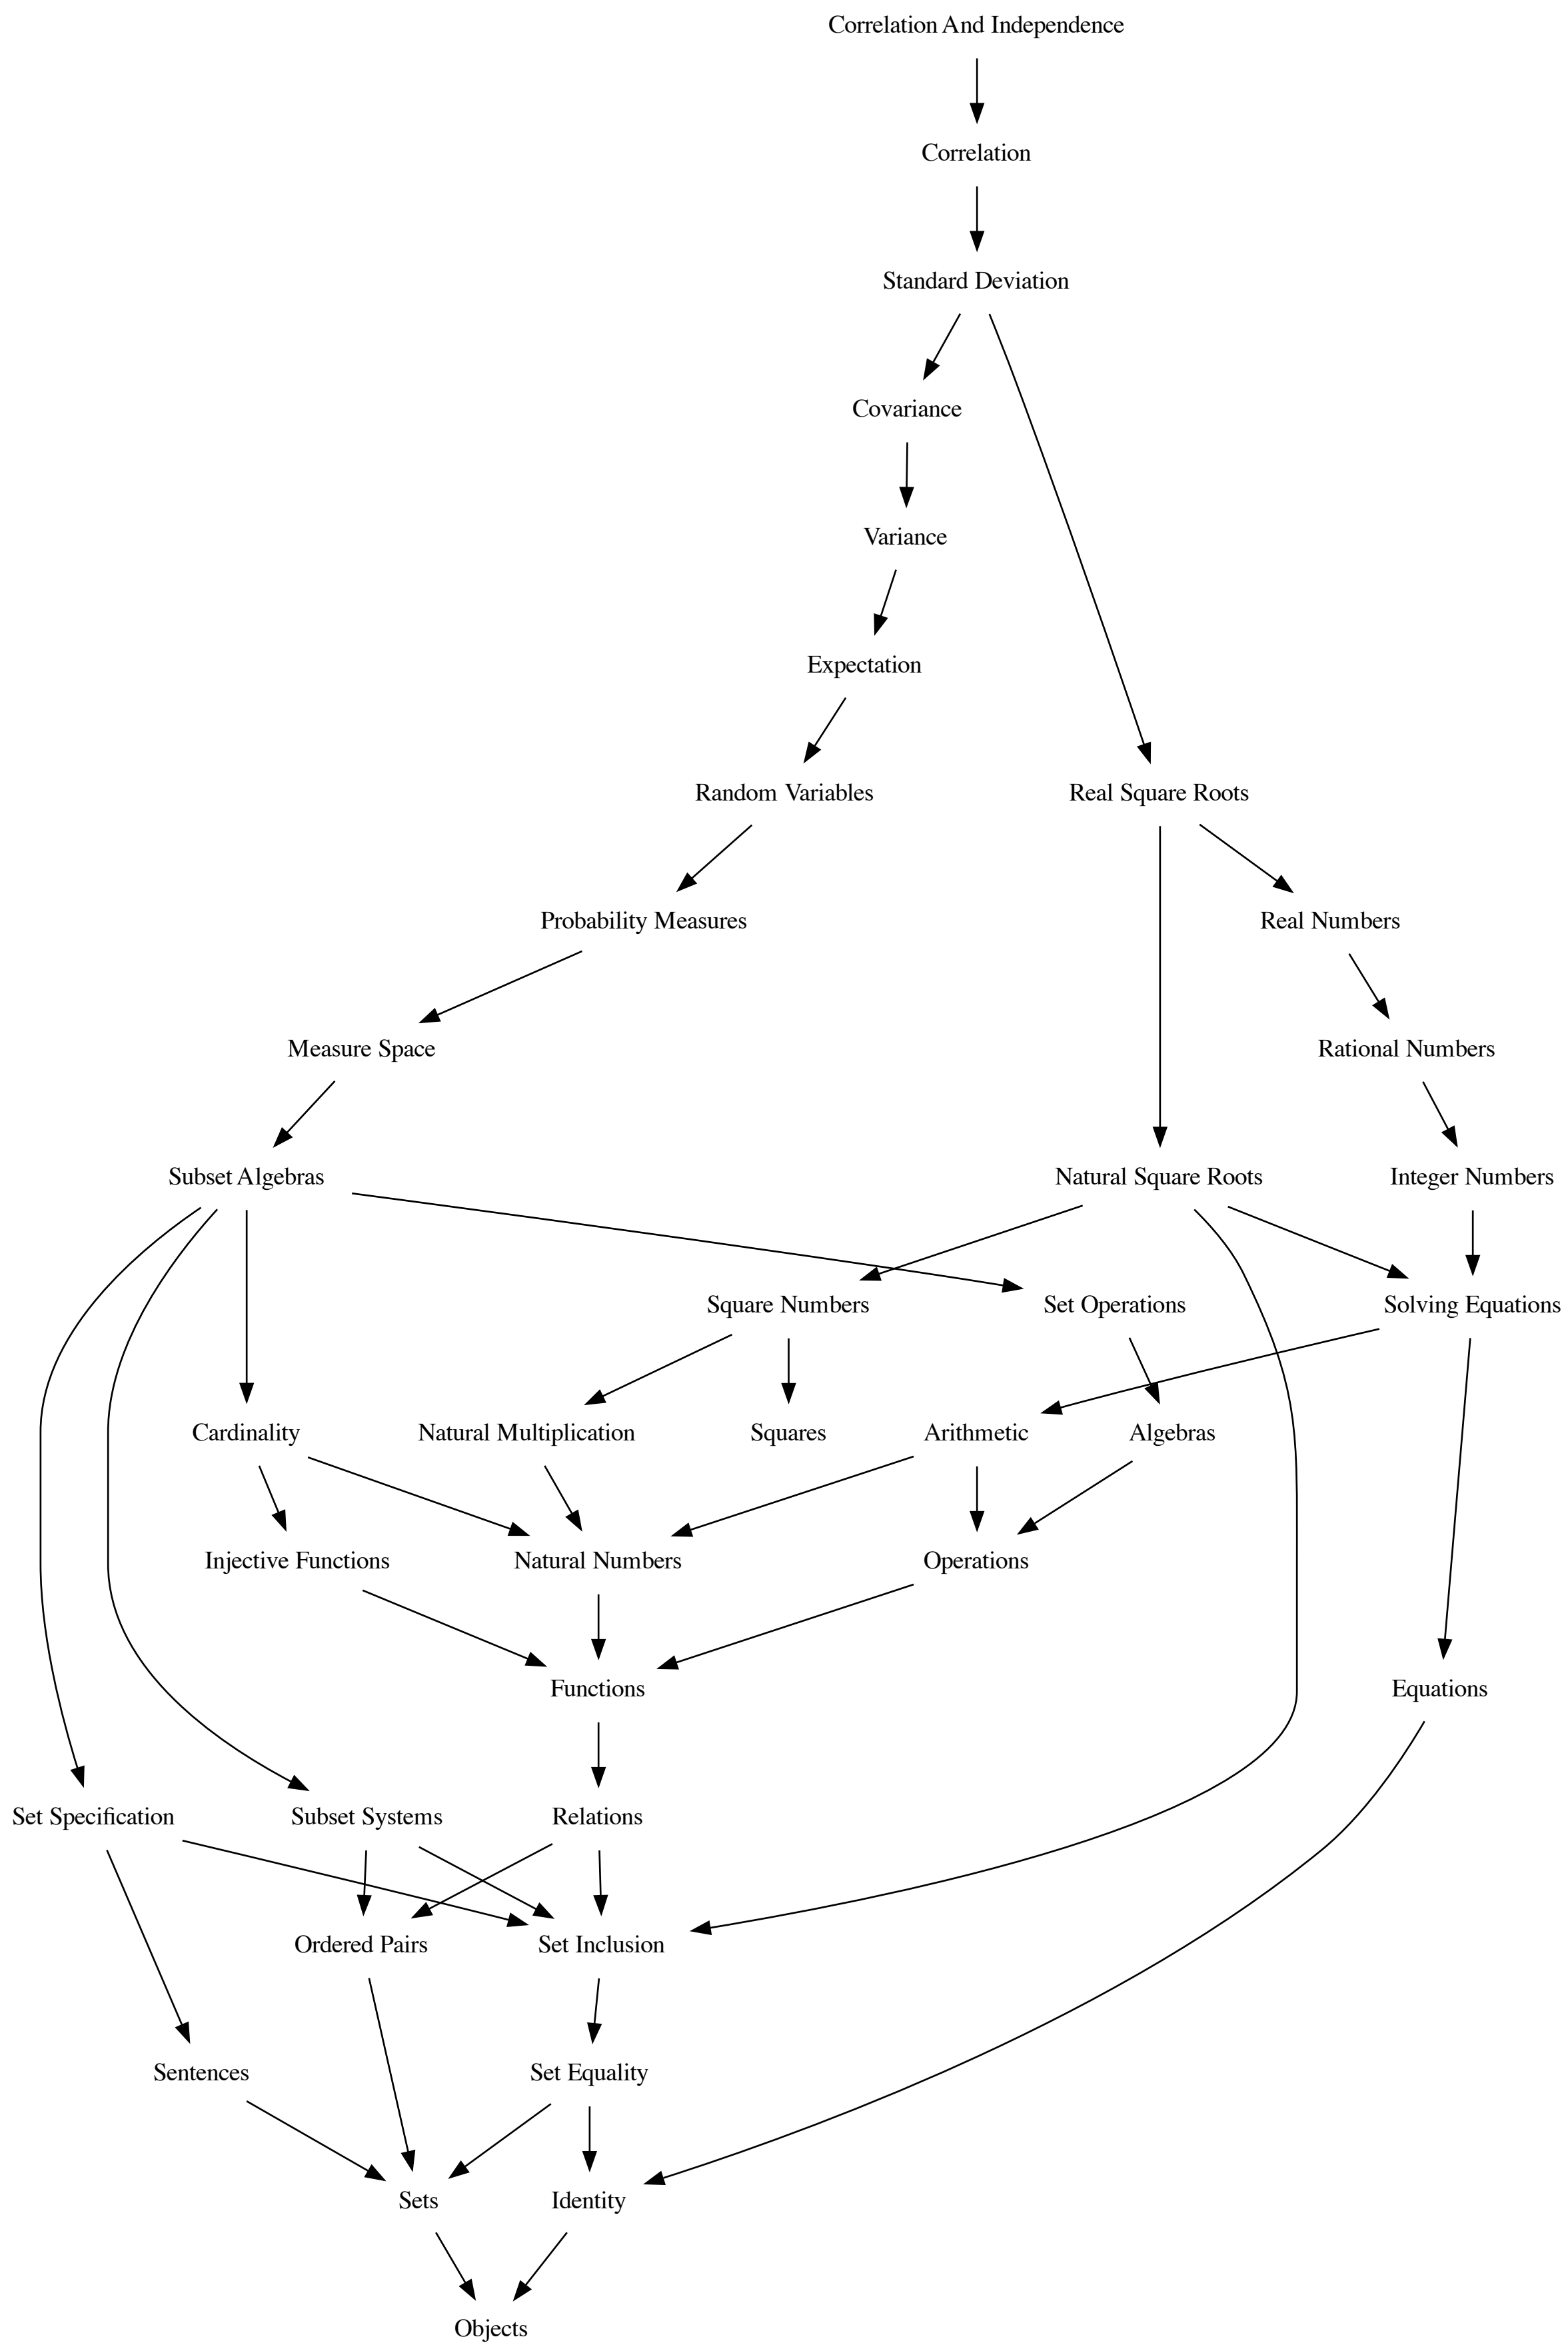 Correlation And Independence
Correlation
Standard Deviation
Covariance
Variance
Expectation
Random Variables
Real Square Roots
Probability Measures
Real Numbers
Measure Space
Rational Numbers
Subset Algebras
Natural Square Roots
Integer Numbers
Square Numbers
Set Operations
Solving Equations
Cardinality
Natural Multiplication
Squares
Arithmetic
Algebras
Injective Functions
Natural Numbers
Operations
Functions
Equations
Set Specification
Subset Systems
Relations
Ordered Pairs
Set Inclusion
Sentences
Set Equality
Sets
Identity
Objects